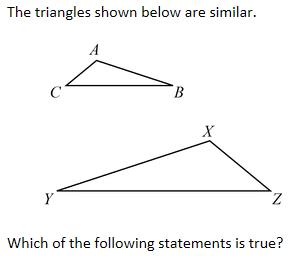 The triangles shown below are similar.
A
C
B
X
Y
Z
Which of the following statements is true?